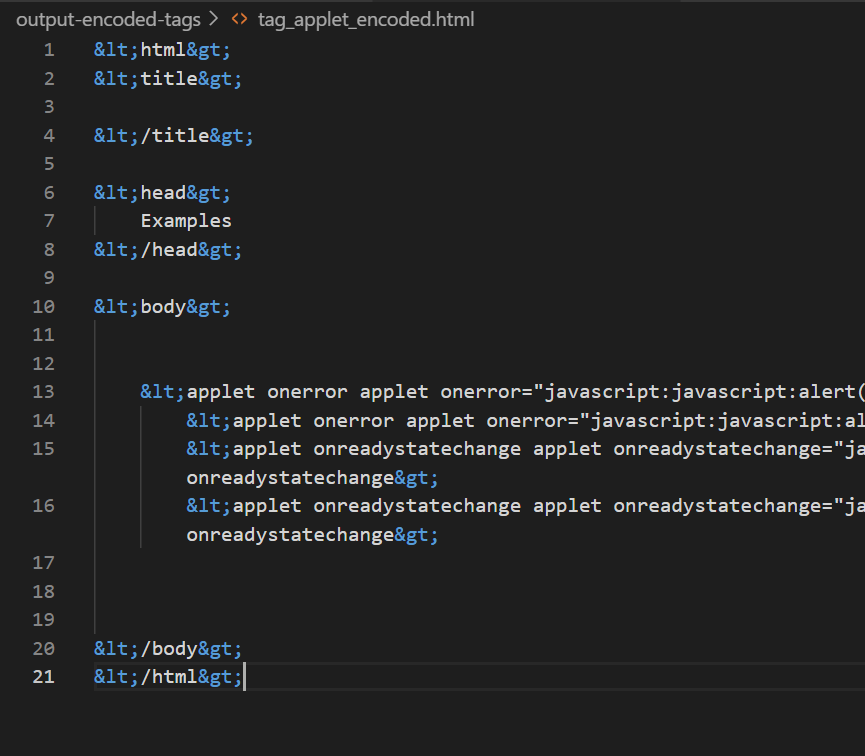 output-encoded-tags > <> tag_applet_encoded.html
1 &lt;html&gt;
2 &lt;title&gt;
3
4 &lt;/title&gt;
5
6 &lt;head&gt;
7 Examples
8 &lt;/head&gt;
9
10 &lt;body&gt;
11
12
13 &lt;applet onerror applet onerror="javascript:javascript:alert(
14 &lt;applet onerror applet onerror="javascript:javascript:al
15 &lt;applet onreadystatechange applet onreadystatechange="ja
onreadystatechange&gt;
16 &lt;applet onreadystatechange applet onreadystatechange="ja
onreadystatechange&gt;
17
18
19
20 &lt;/body&gt;
21 &lt;/html&gt;